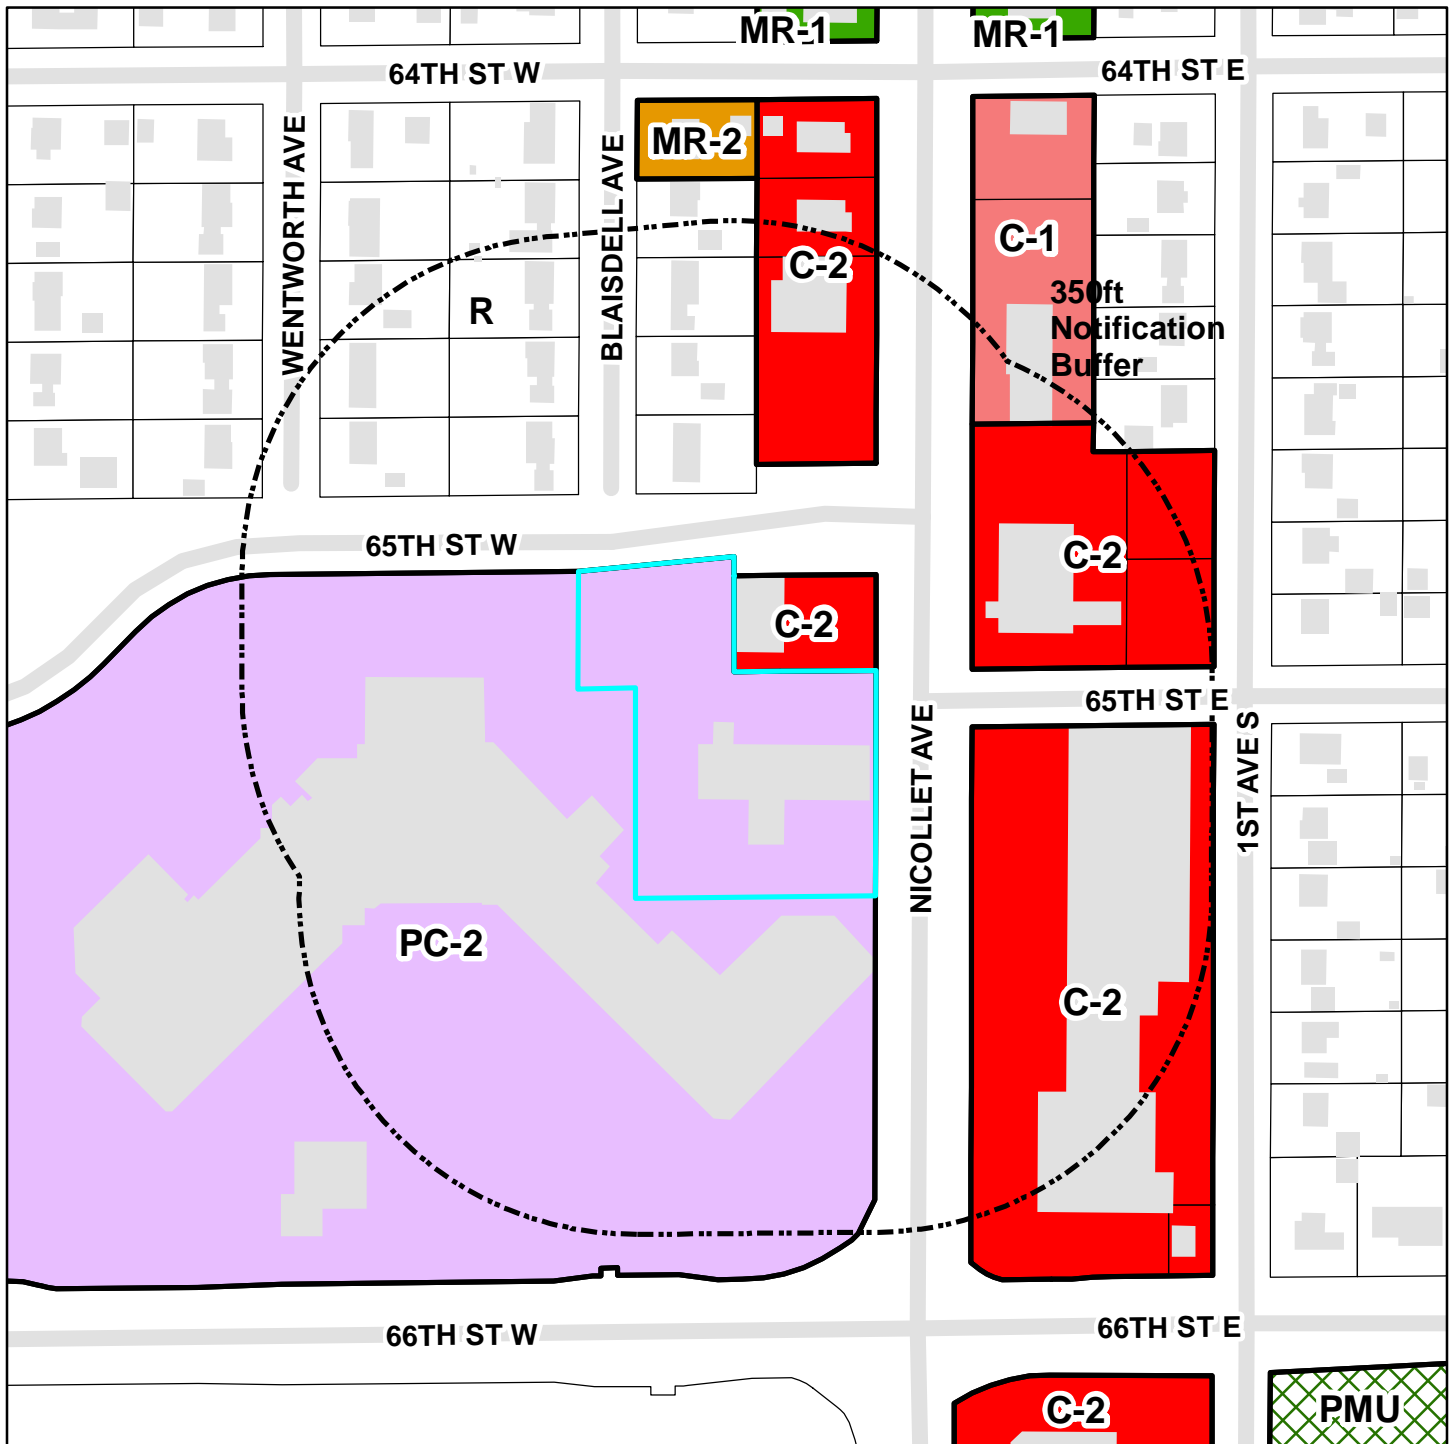 MR-1
MR-1
64TH ST W
64TH ST E
WENTWORTH AVE
BLAISDELL AVE
MR-2
C-1
C-2
R
350ft
Notification
Buffer
65TH ST W
C-2
C-2
65TH ST E
NICOLLET AVE
1ST AVE S
PC-2
C-2
66TH ST W
66TH ST E
C-2
PMU